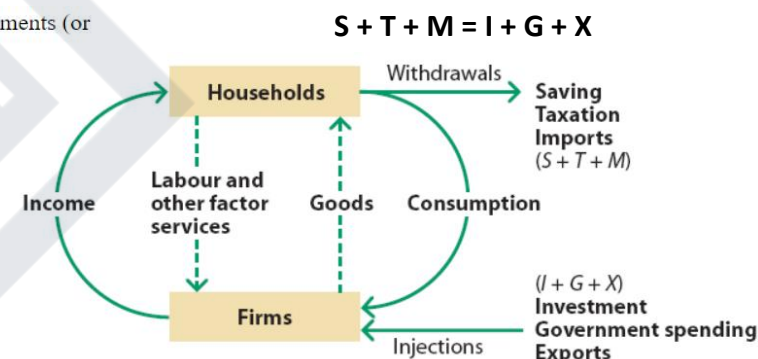 ments (or
S + T + M = I + G + X
Withdrawals
Households
Saving
Taxation
Imports
(S + T + M)
Labour and
other factor
services
Income
Goods
Consumption
(I + G + X)
Investment
Government spending
Exports
Firms
Injections